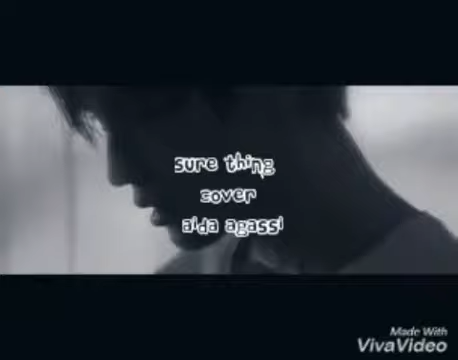 sure thing
cover
aida agassi
Made With
VivaVideo